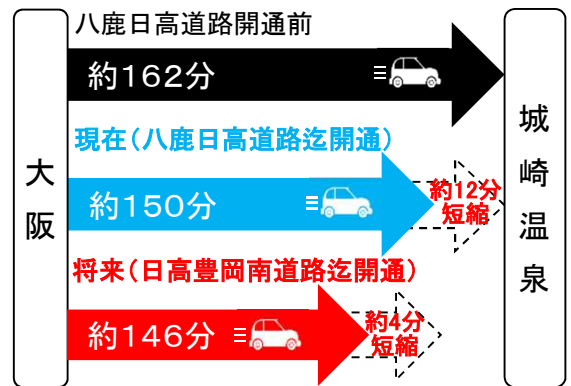 八鹿日高道路開通前
約162分
現在(八鹿日高道路迄開通)
約150分
約12分
短縮
将来(日高豊岡南道路迄開通)
約146分
約4分
短縮
大阪
城崎温泉